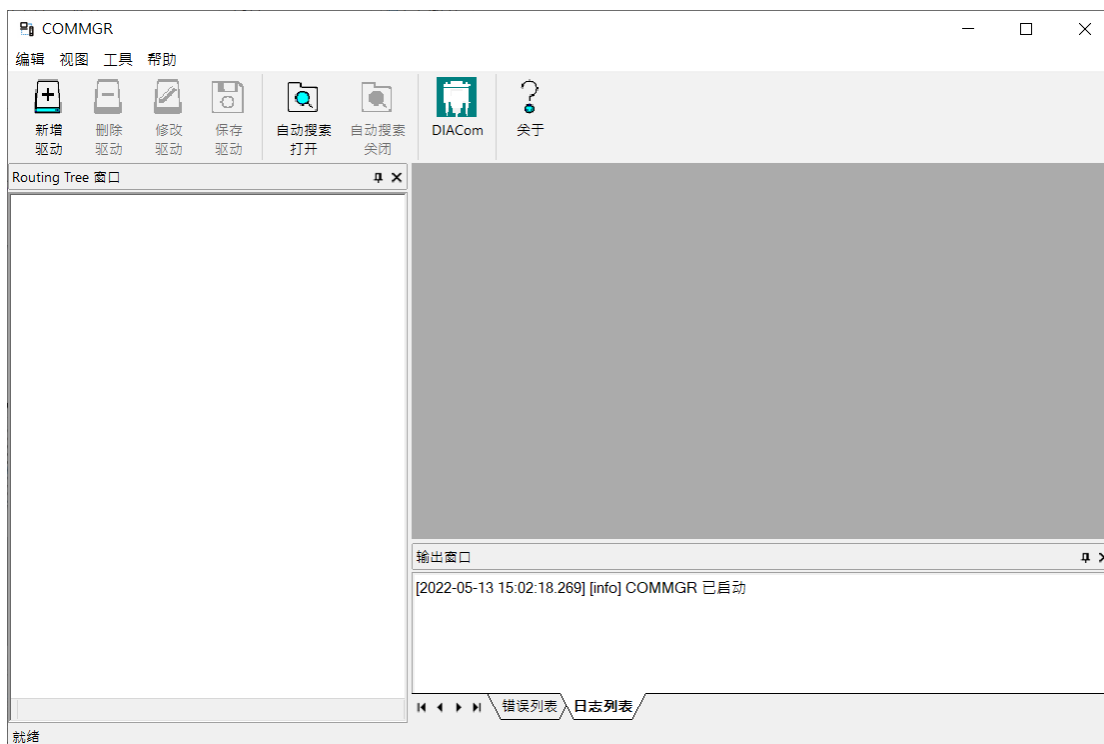 COMMGR
编辑 视图 工具 帮助
新增 驱动
删除 驱动
修改 驱动
保存 驱动
自动搜索 打开
自动搜索 关闭
DIACom
关于
Routing Tree 窗口
输出窗口
[2022-05-13 15:02:18.269] [info] COMMGR 已启动
错误列表 日志列表
就绪